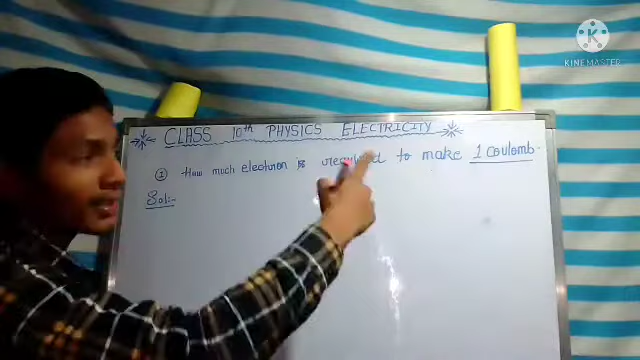 KINEMASTER
CLASS 10TH PHYSICS ELECTRICITY
① How much electron is required to make 1 Coulomb.
Sol:-